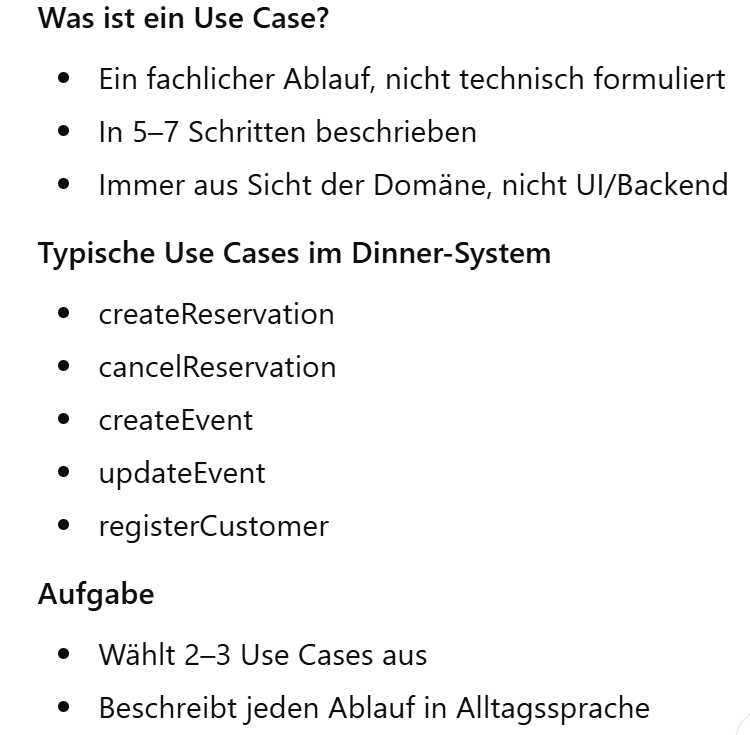 Was ist ein Use Case?
• Ein fachlicher Ablauf, nicht technisch formuliert
• In 5–7 Schritten beschrieben
• Immer aus Sicht der Domäne, nicht UI/Backend
Typische Use Cases im Dinner-System
• createReservation
• cancelReservation
• createEvent
• updateEvent
• registerCustomer
Aufgabe
• Wählt 2–3 Use Cases aus
• Beschreibt jeden Ablauf in Alltagssprache